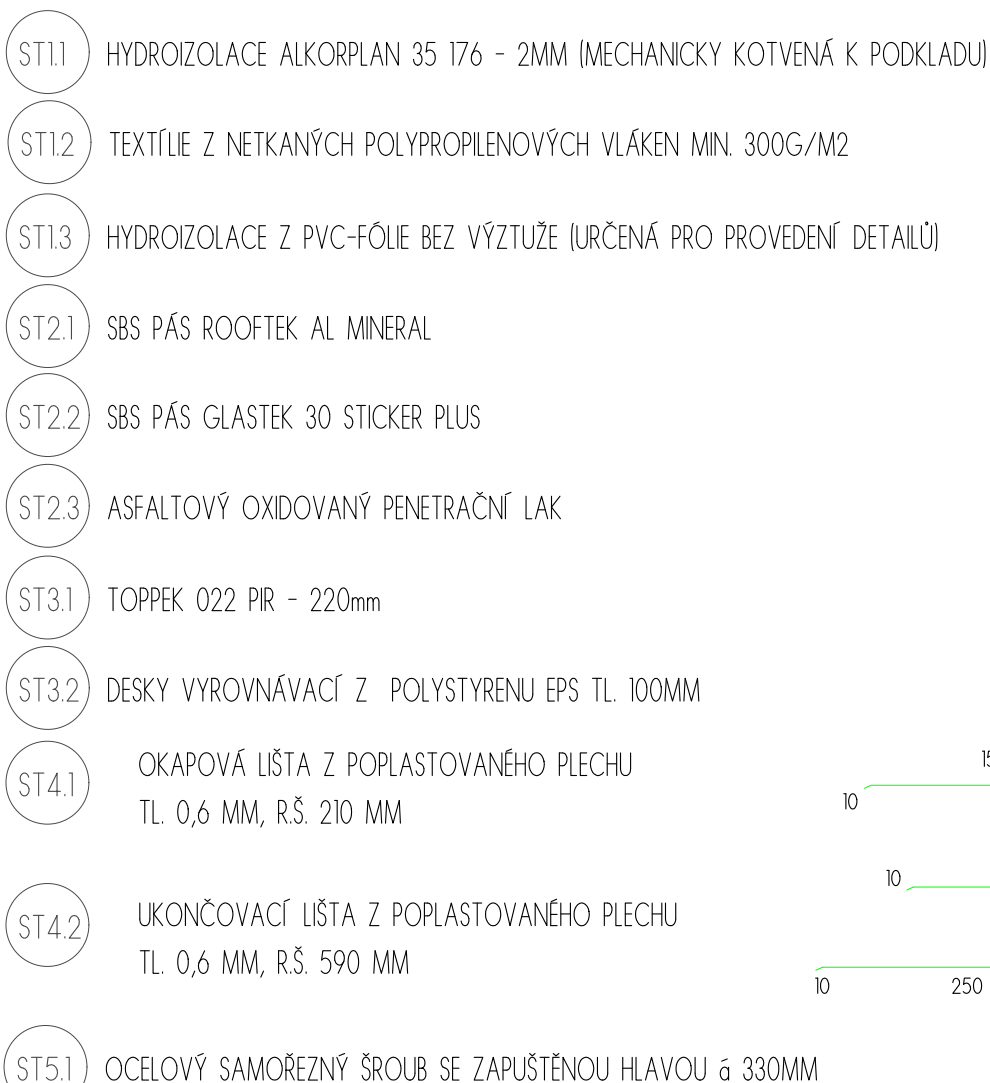 ST1.1 HYDROIZOLACE ALKORPLAN 35 176 - 2MM (MECHANICKY KOTVENÁ K PODKLADU)
ST1.2 TEXTÍLIE Z NETKANÝCH POLYPROPILENOVÝCH VLÁKEN MIN. 300G/M2
ST1.3 HYDROIZOLACE Z PVC-FÓLIE BEZ VÝZTUŽE (URČENÁ PRO PROVEDENÍ DETAILŮ)
ST2.1 SBS PÁS ROOFTEK AL MINERAL
ST2.2 SBS PÁS GLASTEK 30 STICKER PLUS
ST2.3 ASFALTOVÝ OXIDOVANÝ PENETRAČNÍ LAK
ST3.1 TOPPEK 022 PIR - 220mm
ST3.2 DESKY VYROVNÁVACÍ Z POLYSTYRENU EPS TL. 100MM
ST4.1 OKAPOVÁ LIŠTA Z POPLASTOVANÉHO PLECHU
TL. 0,6 MM, R.Š. 210 MM
10
ST4.2 UKONČOVACÍ LIŠTA Z POPLASTOVANÉHO PLECHU
TL. 0,6 MM, R.Š. 590 MM
10
10 250
ST5.1 OCELOVÝ SAMOŘEZNÝ ŠROUB SE ZAPUŠTĚNOU HLAVOU á 330MM